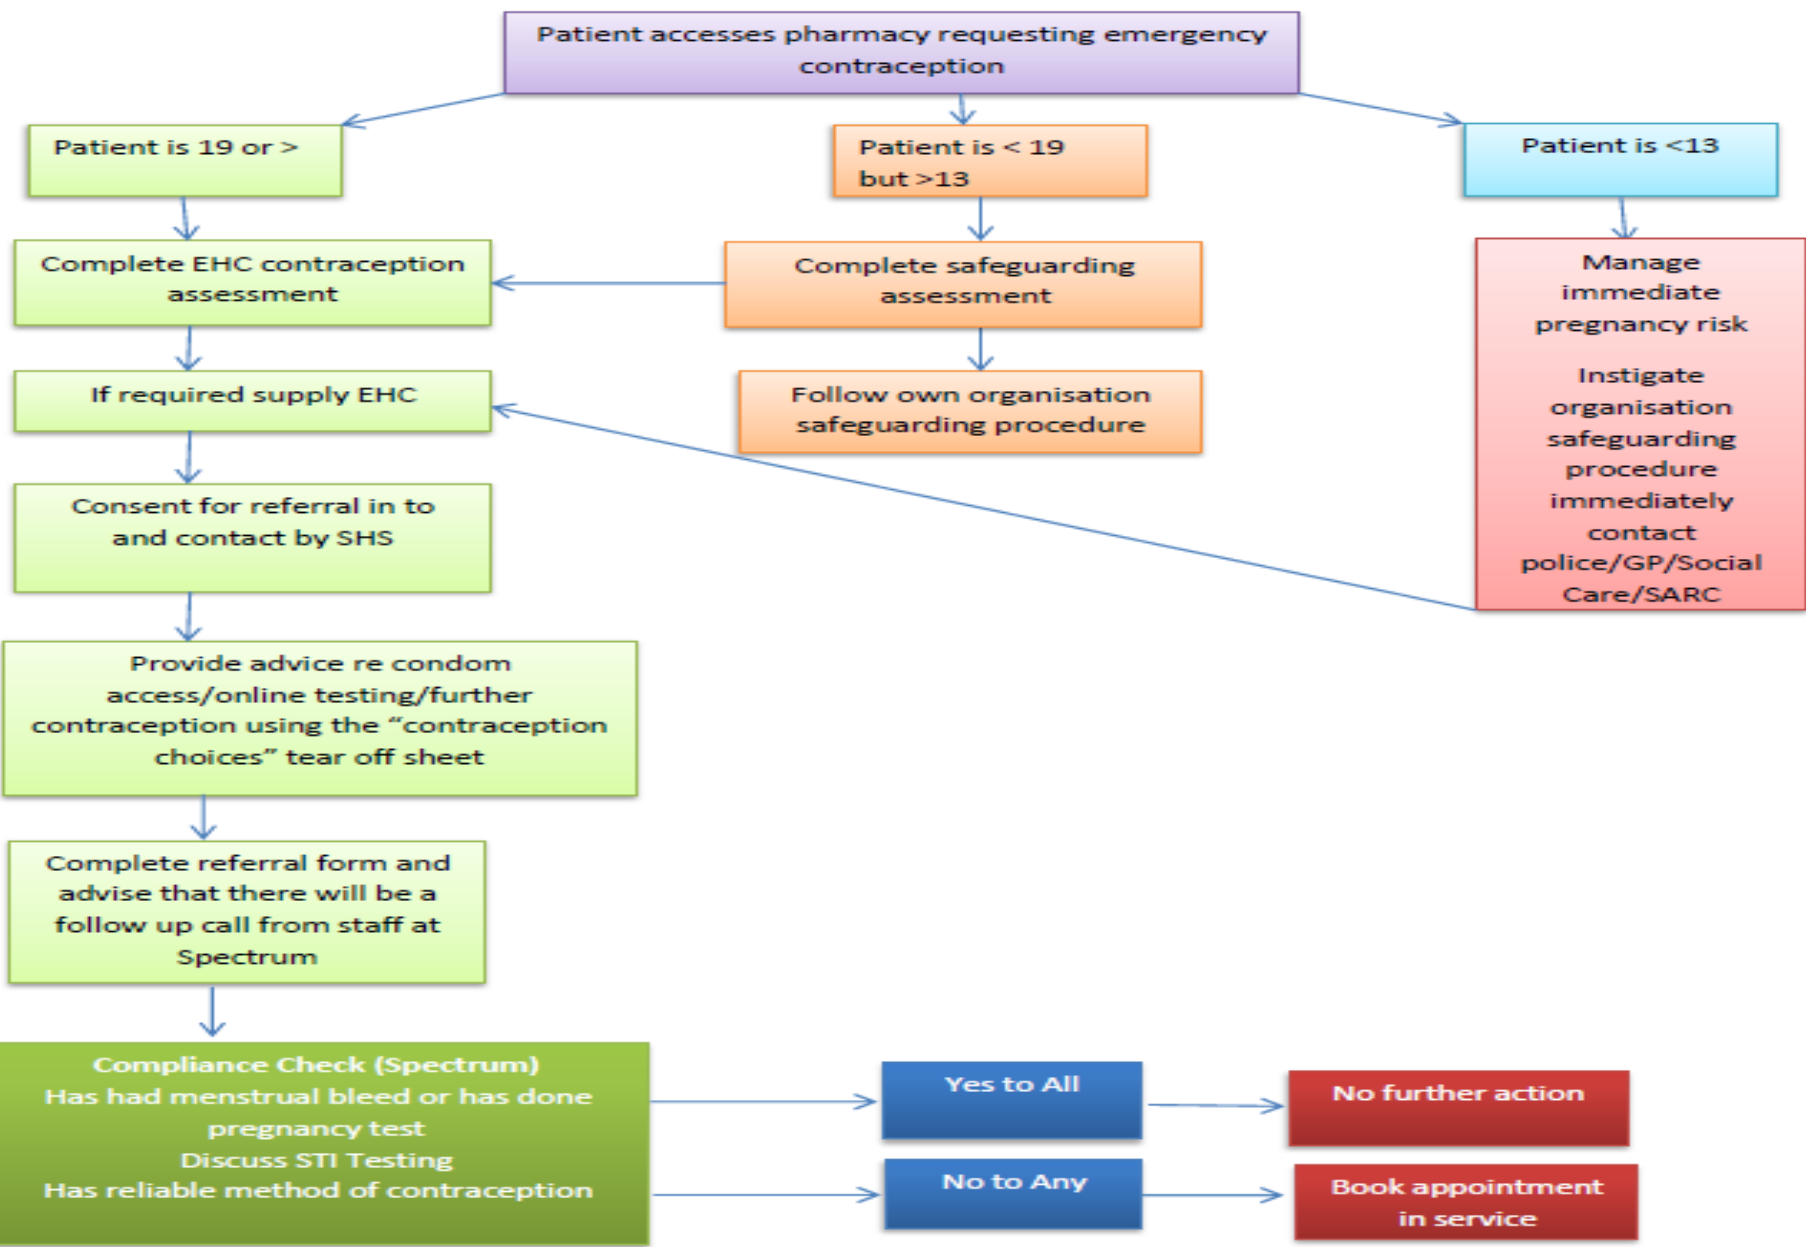 Patient accesses pharmacy requesting emergency
contraception
Patient is 19 or >
Patient is < 19
but >13
Patient is <13
Complete EHC contraception
assessment
Complete safeguarding
assessment
Manage
immediate
pregnancy risk
Instigate
organisation
safeguarding
procedure
immediately
contact
police/GP/Social
Care/SARC
If required supply EHC
Follow own organisation
safeguarding procedure
Consent for referral in to
and contact by SHS
Provide advice re condom
access/online testing/further
contraception using the “contraception
choices” tear off sheet
Complete referral form and
advise that there will be a
follow up call from staff at
Spectrum
Compliance Check (Spectrum)
Has had menstrual bleed or has done
pregnancy test
Discuss STI Testing
Has reliable method of contraception
Yes to All
No further action
No to Any
Book appointment
in service